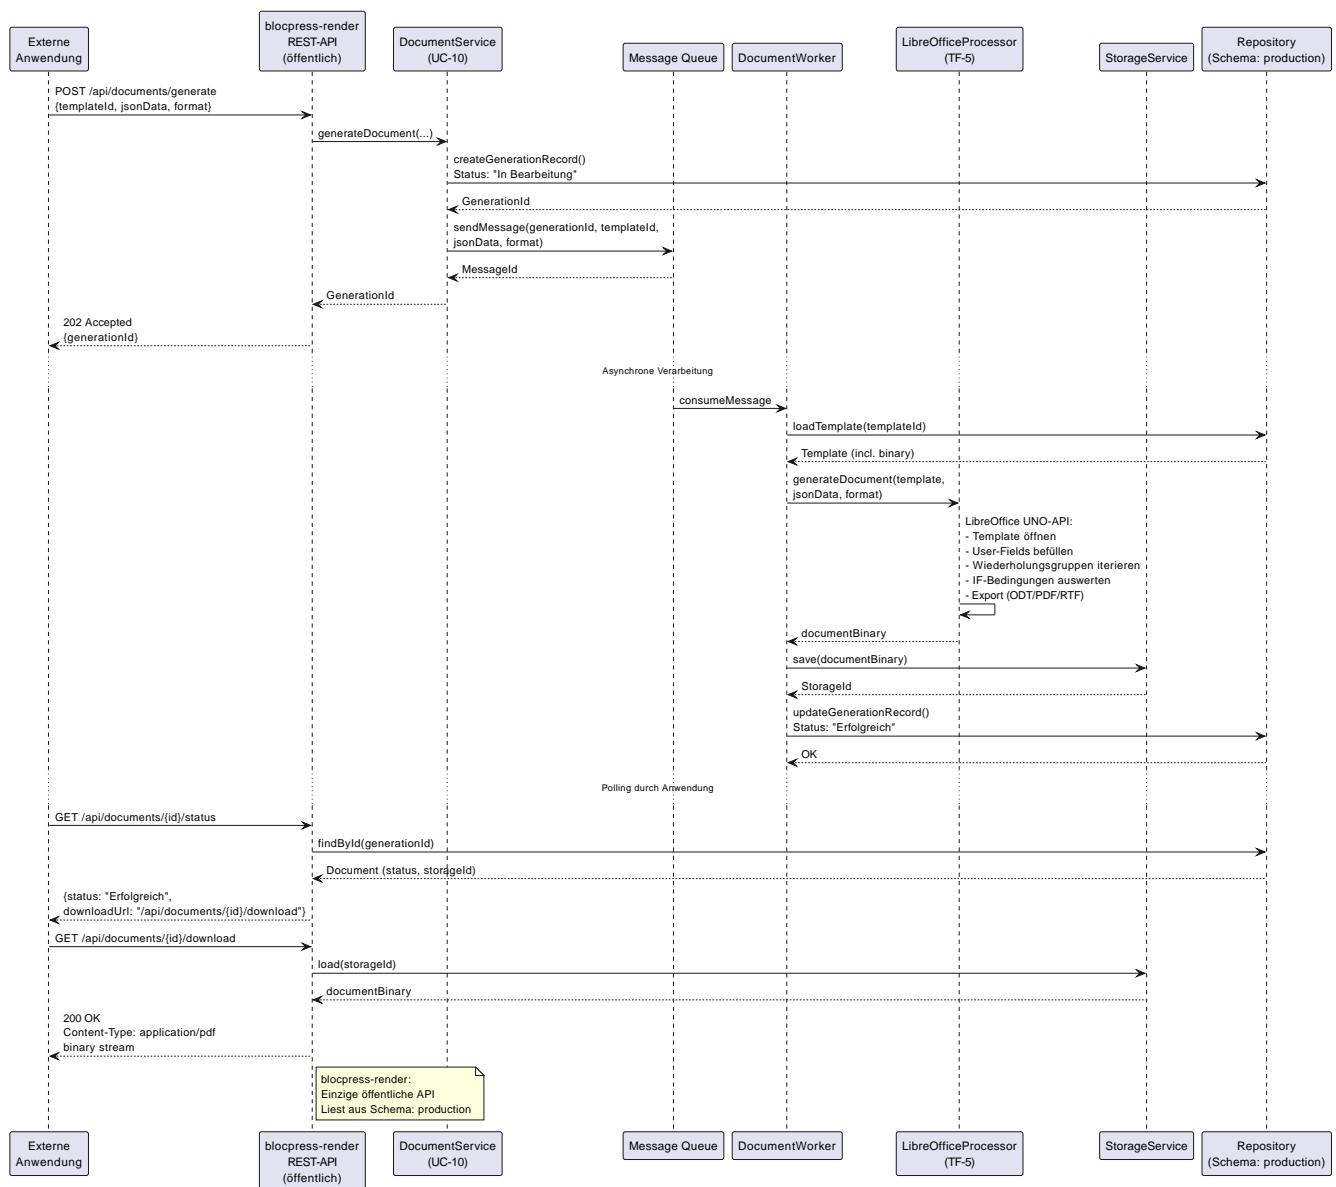 Externe
Anwendung
blocpress-render
REST-API
(öffentlich)
DocumentService
(UC-10)
Message Queue
DocumentWorker
LibreOfficeProcessor
(TF-5)
StorageService
Repository
(Schema: production)
POST /api/documents/generate
{templateId, jsonData, format}
generateDocument(...)
createGenerationRecord()
Status: "In Bearbeitung"
GenerationId
sendMessage(generationId, templateId,
jsonData, format)
MessageId
GenerationId
202 Accepted
{generationId}
Asynchrone Verarbeitung
consumeMessage
loadTemplate(templateId)
Template (incl. binary)
generateDocument(template,
jsonData, format)
LibreOffice UNO-API:
- Template öffnen
- User-Fields befüllen
- Wiederholungsgruppen iterieren
- IF-Bedingungen auswerten
- Export (ODT/PDF/RTF)
documentBinary
save(documentBinary)
StorageId
updateGenerationRecord()
Status: "Erfolgreich"
OK
Polling durch Anwendung
GET /api/documents/{id}/status
findById(generationId)
Document (status, storageId)
{status: "Erfolgreich",
downloadUrl: "/api/documents/{id}/download"}
GET /api/documents/{id}/download
load(storageId)
documentBinary
200 OK
Content-Type: application/pdf
binary stream
blocpress-render:
Einzige öffentliche API
Liest aus Schema: production
Externe
Anwendung
blocpress-render
REST-API
(öffentlich)
DocumentService
(UC-10)
Message Queue
DocumentWorker
LibreOfficeProcessor
(TF-5)
StorageService
Repository
(Schema: production)